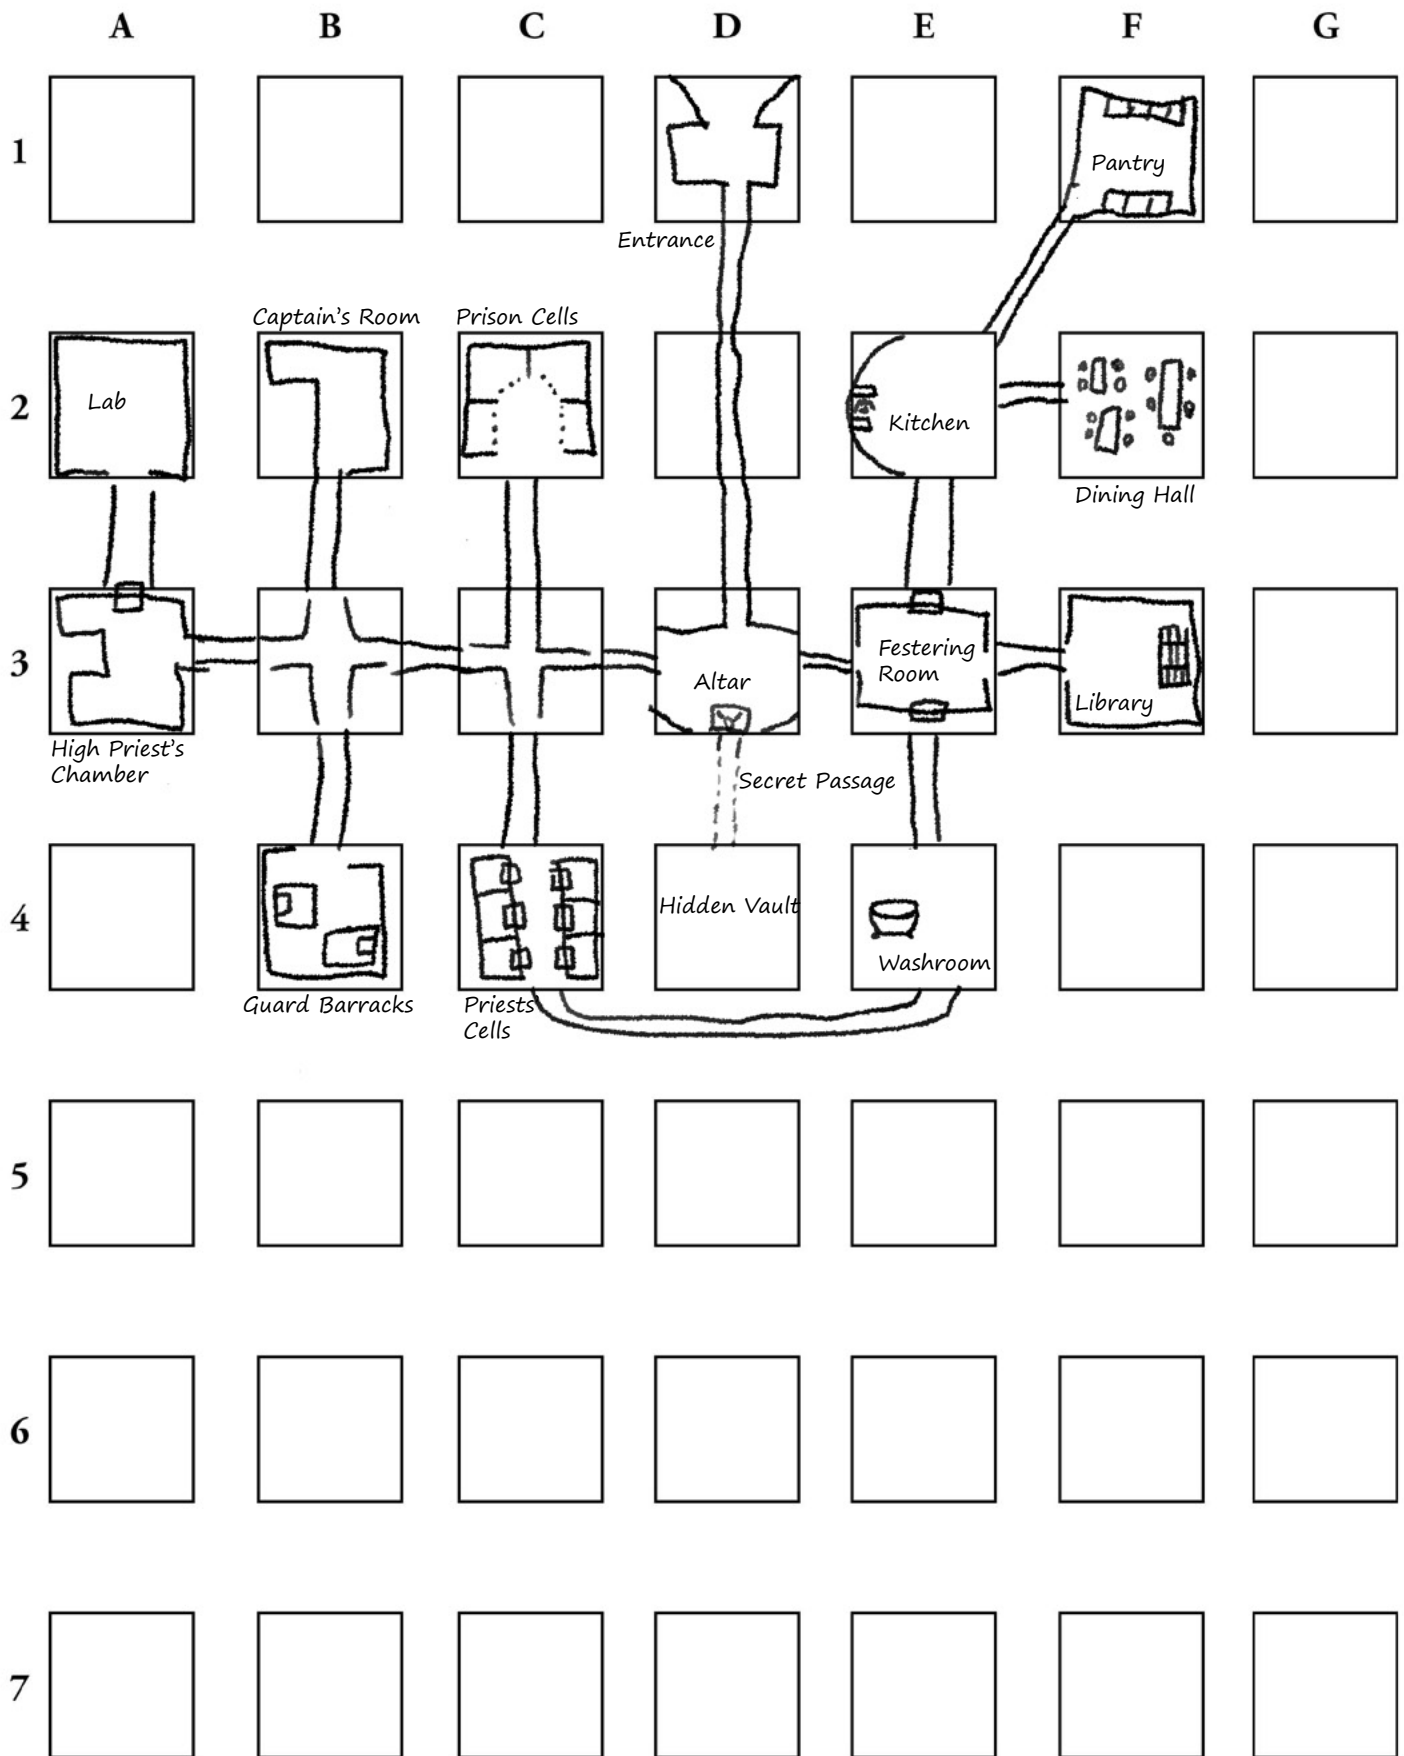 A B C D E F G
1
Pantry
Entrance
Captain's Room
Prison Cells
2
Lab
Kitchen
Dining Hall
3
Festering
Room
Altar
Library
High Priest's
Chamber
Secret Passage
4
Hidden Vault
Washroom
Guard Barracks
Priests
Cells
5
6
7